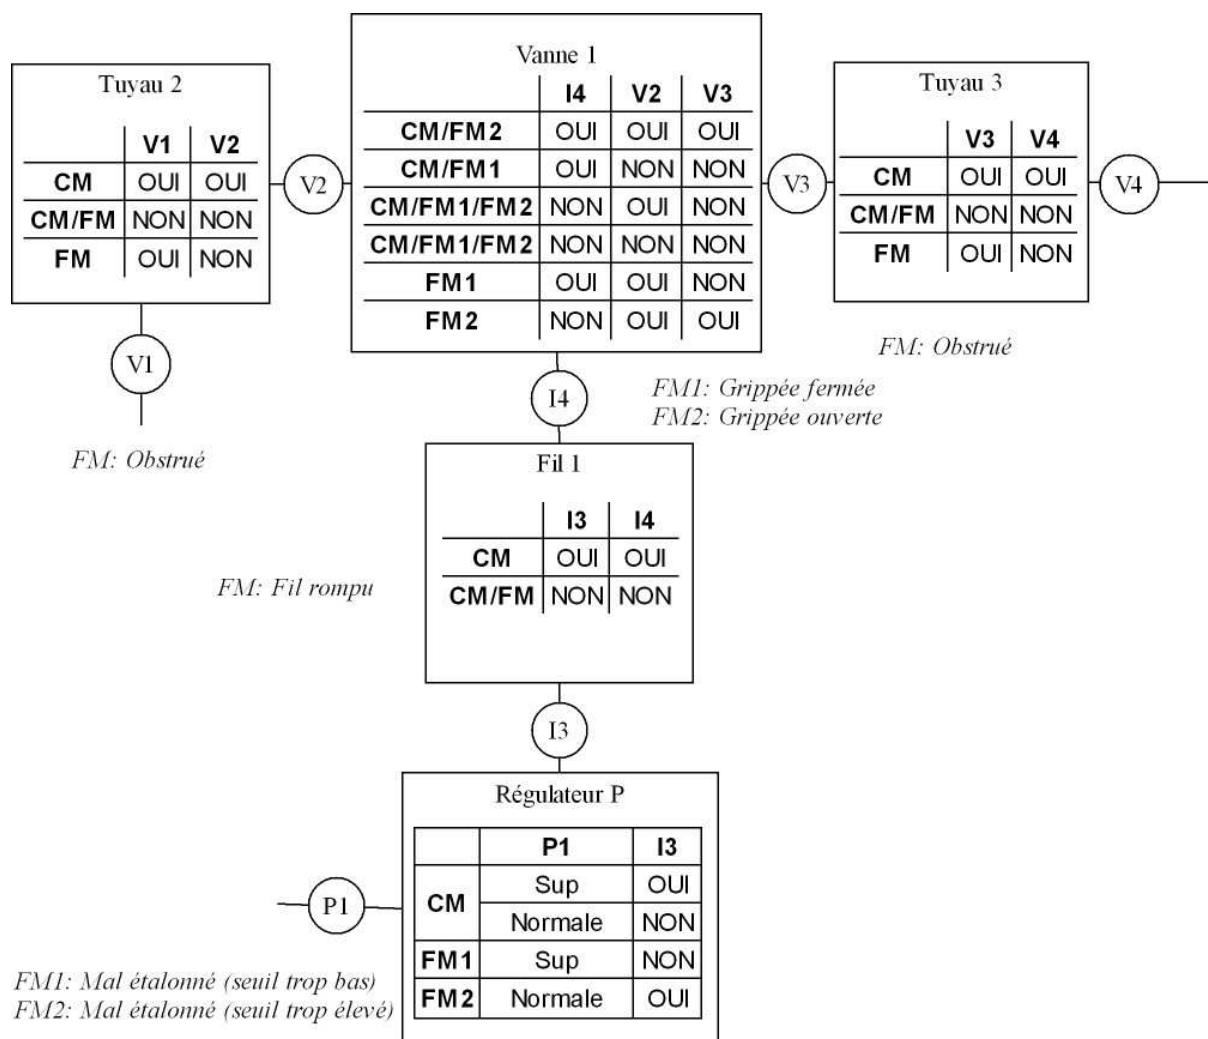 Tuyau 2
V1 V2
CM OUI OUI
CM/FM NON NON
FM OUI NON
V2
Vanne 1
I4 V2 V3
CM/FM2 OUI OUI OUI
CM/FM1 OUI NON NON
CM/FM1/FM2 NON OUI NON
CM/FM1/FM2 NON NON NON
FM1 OUI OUI NON
FM2 NON OUI OUI
V3
Tuyau 3
V3 V4
CM OUI OUI
CM/FM NON NON
FM OUI NON
V4
V1
FM: Obstrué
I4
FM1: Grippée fermée
FM2: Grippée ouverte
FM: Obstrué
Fil 1
I3 I4
CM OUI OUI
CM/FM NON NON
FM: Fil rompu
I3
Régulateur P
P1 I3
CM Sup OUI
Normale NON
FM1 Sup NON
FM2 Normale OUI
P1
FM1: Mal étalonné (seuil trop bas)
FM2: Mal étalonné (seuil trop élevé)